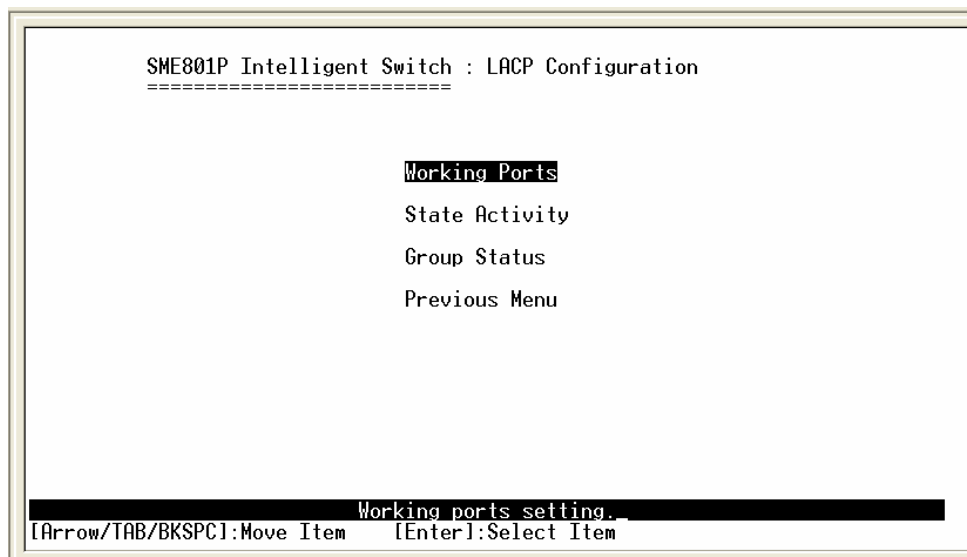 SME801P Intelligent Switch : LACP Configuration
==========================
Working Ports
State Activity
Group Status
Previous Menu
Working ports setting._
[Arrow/TAB/BKSPC]:Move Item [Enter]:Select Item